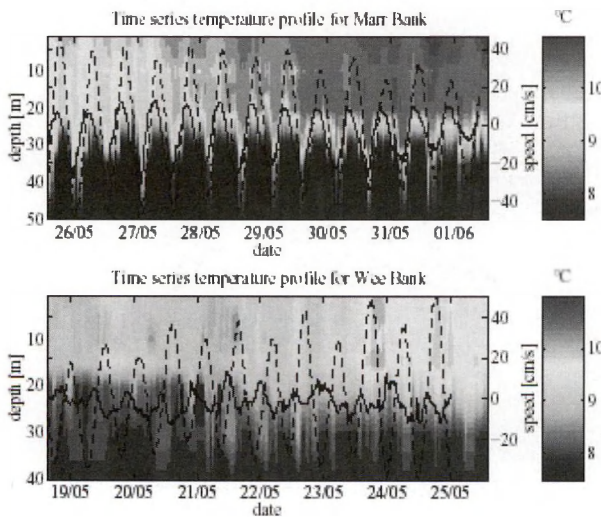 Time series temperature profile for Marr Bank
°C
depth [m]
10
20
30
40
50
40
20
0
-20
-40
speed [cm/s]
10
9
8
26/05 27/05 28/05 29/05 30/05 31/05 01/06
date
Time series temperature profile for Wee Bank
°C
depth [m]
10
20
30
40
40
20
0
-20
speed [cm/s]
11
10
9
8
19/05 20/05 21/05 22/05 23/05 24/05 25/05
date